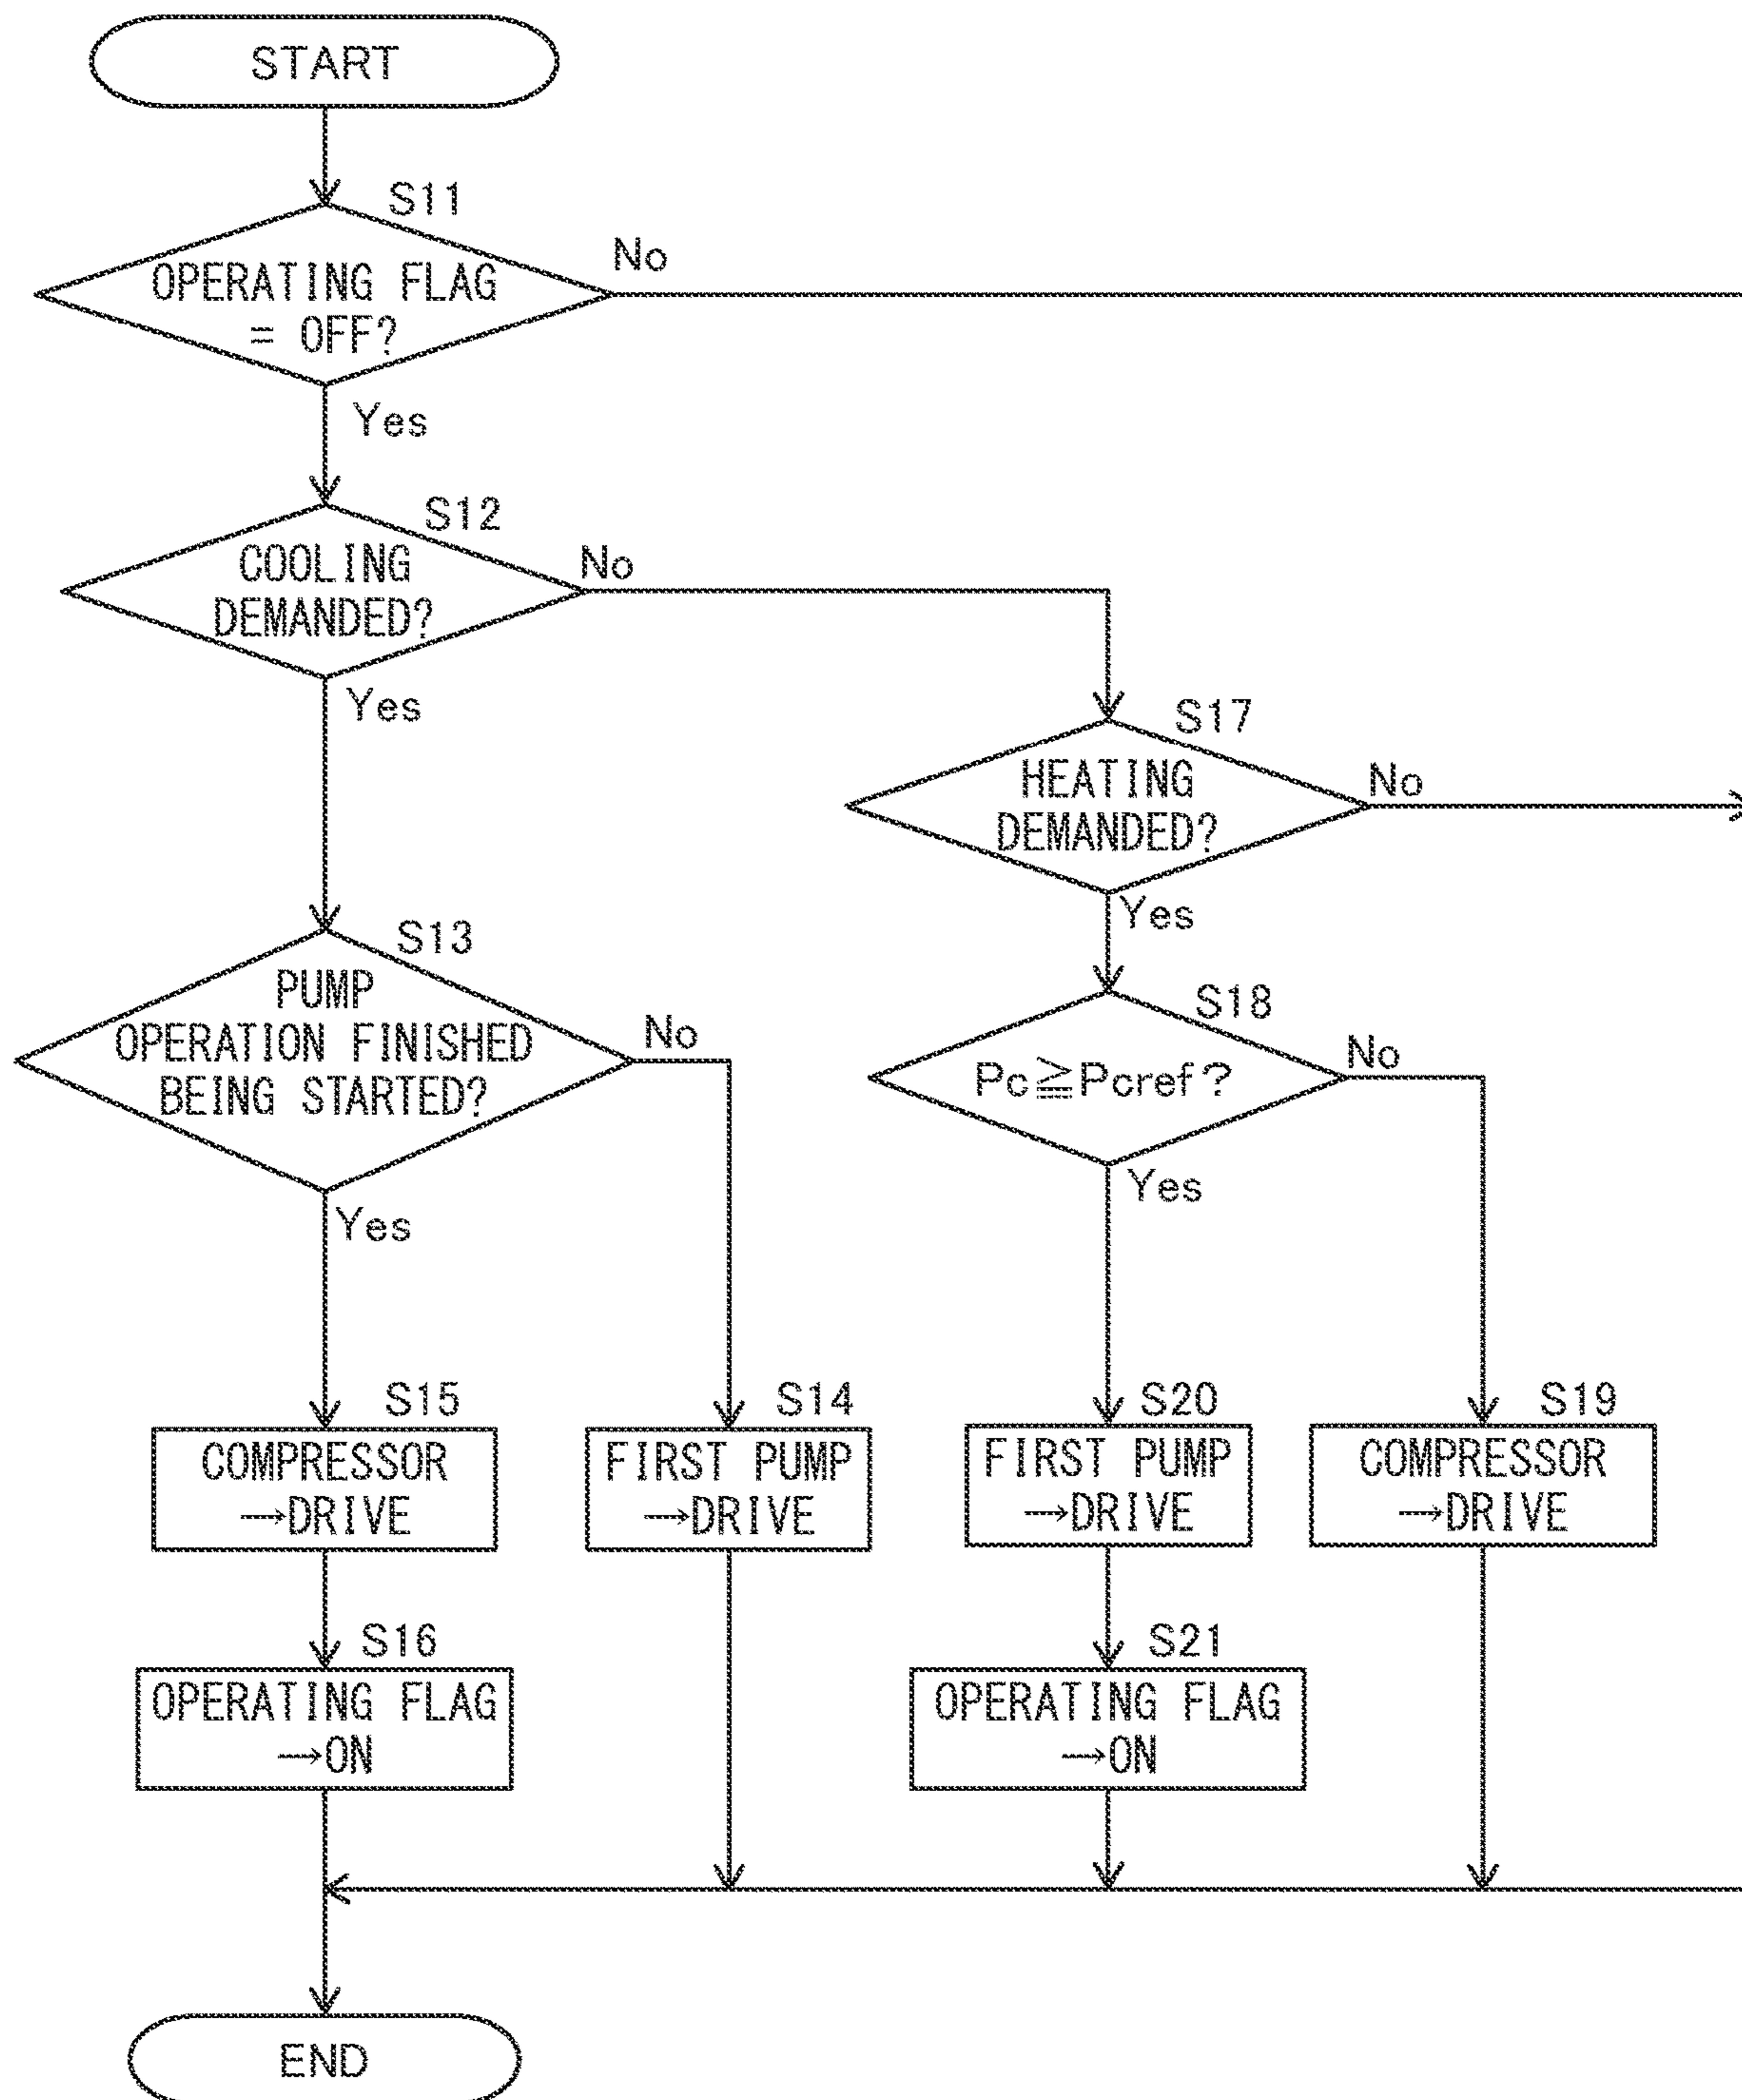 START
S11
OPERATING FLAG
= OFF?
No
Yes
S12
COOLING
DEMANDED?
No
Yes
S17
HEATING
DEMANDED?
No
Yes
S13
PUMP
OPERATION FINISHED
BEING STARTED?
No
Yes
S18
Pc≧Pcref?
No
Yes
S15
COMPRESSOR
→DRIVE
S14
FIRST PUMP
→DRIVE
S20
FIRST PUMP
→DRIVE
S19
COMPRESSOR
→DRIVE
S16
OPERATING FLAG
→ON
S21
OPERATING FLAG
→ON
END